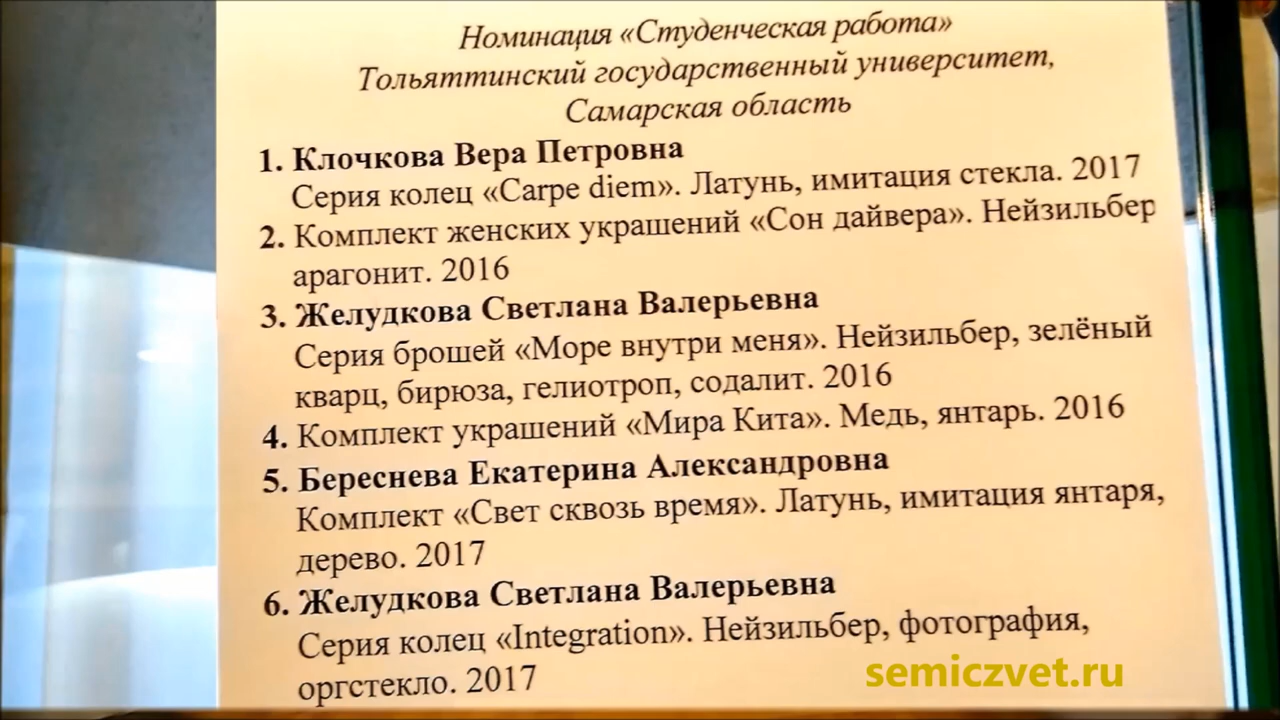 Номинация «Студенческая работа»
Тольяттинский государственный университет,
Самарская область
1. Клочкова Вера Петровна
Серия колец «Carpe diem». Латунь, имитация стекла. 2017
2. Комплект женских украшений «Сон дайвера». Нейзильбер
арагонит. 2016
3. Желудкова Светлана Валерьевна
Серия брошей «Море внутри меня». Нейзильбер, зелёный
кварц, бирюза, гелиотроп, содалит. 2016
4. Комплект украшений «Мира Кита». Медь, янтарь. 2016
5. Береснева Екатерина Александровна
Комплект «Свет сквозь время». Латунь, имитация янтаря,
дерево. 2017
6. Желудкова Светлана Валерьевна
Серия колец «Integration». Нейзильбер, фотография,
оргстекло. 2017
semiczvet.ru